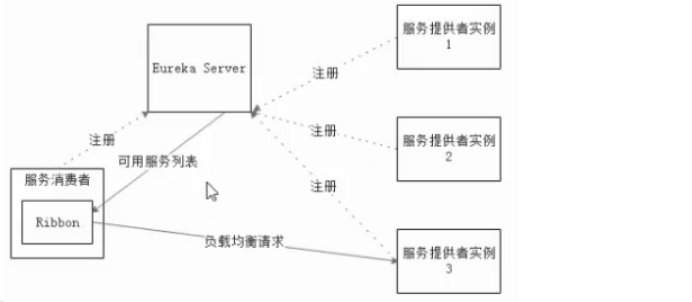 服务提供者实例
1
Eureka Server
注册
注册
服务提供者实例
2
注册
可用服务列表
服务消费者
注册
Ribbon
负载均衡请求
服务提供者实例
3